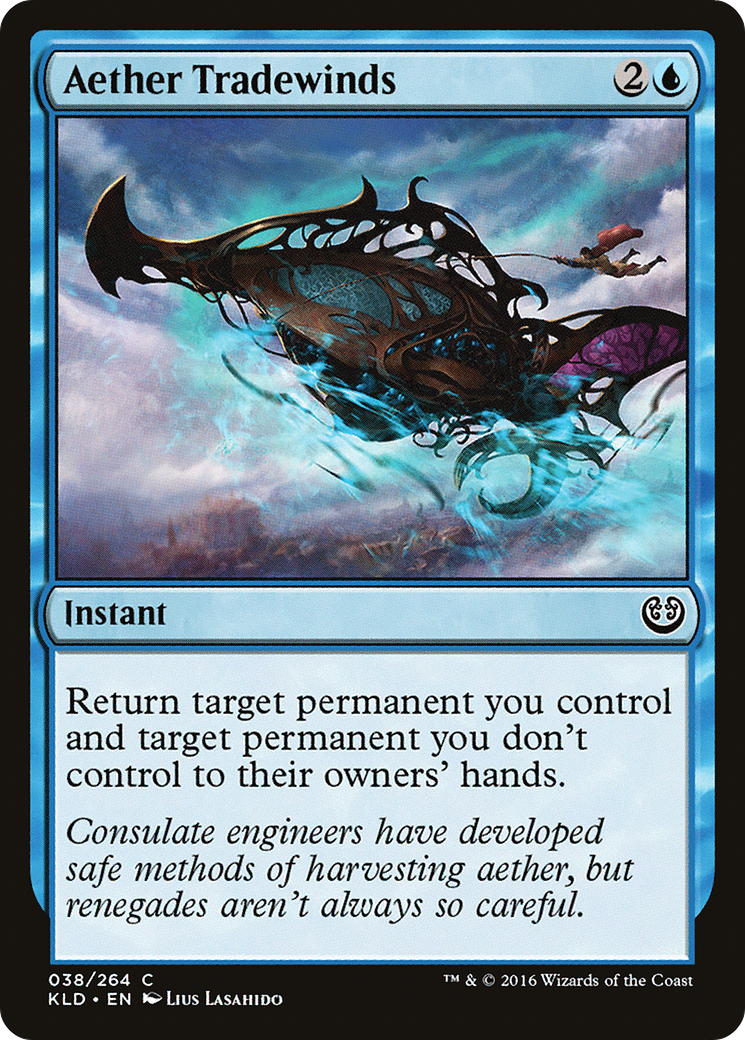 Aether Tradewinds 2
Instant
Return target permanent you control
and target permanent you don't
control to their owners' hands.
Consulate engineers have developed
safe methods of harvesting aether, but
renegades aren't always so careful.
038/264 C
™ & © 2016 Wizards of the Coast
KLD • EN Lius Lasahido